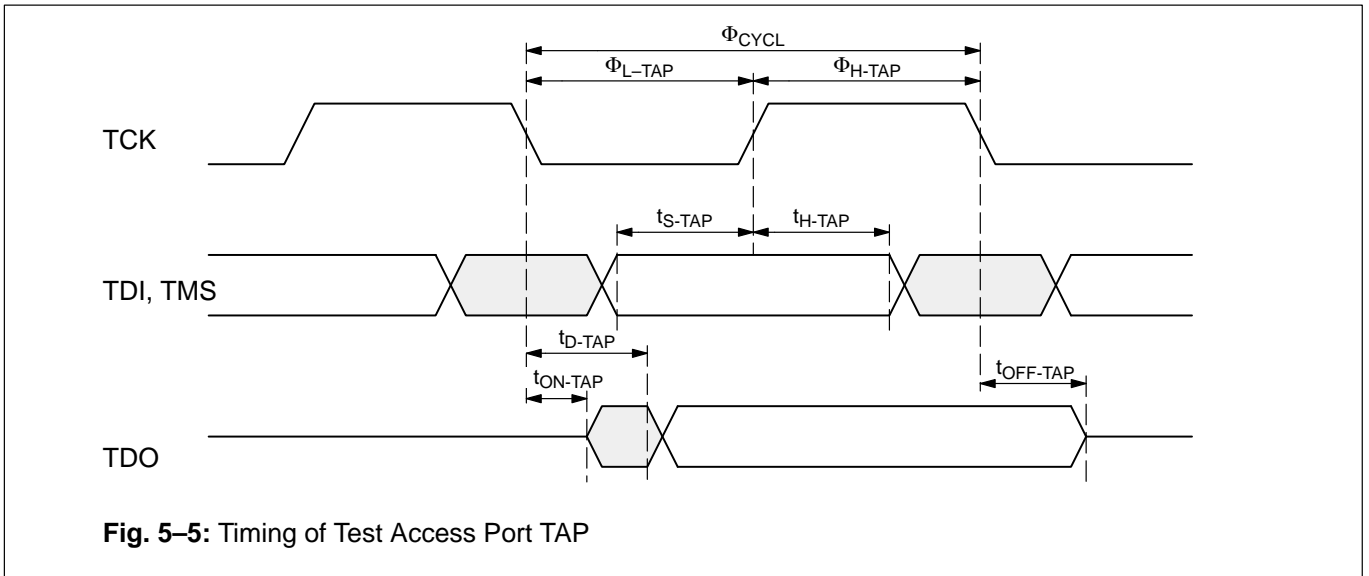 ΦCYCL
ΦL–TAP ΦH-TAP
TCK
tS-TAP tH-TAP
TDI, TMS
tD-TAP
tON-TAP tOFF-TAP
TDO
Fig. 5–5: Timing of Test Access Port TAP